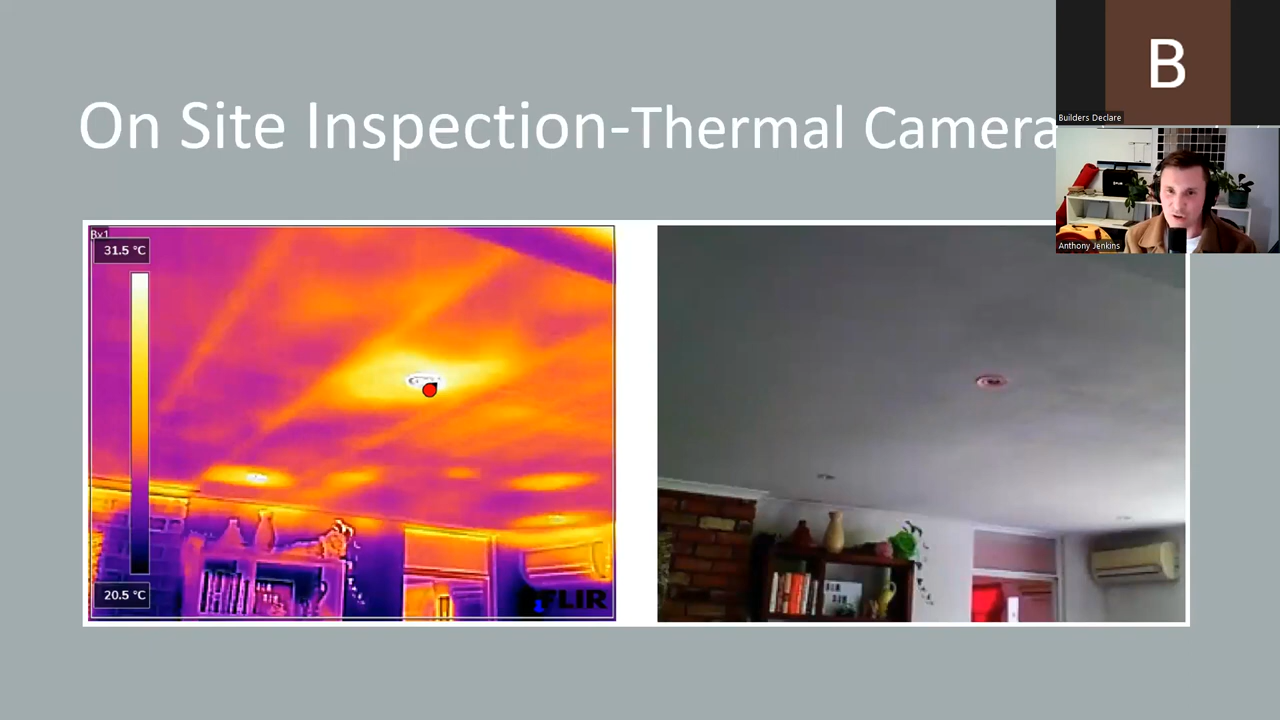 B
Builders Declare
On Site Inspection-Thermal Camera
Anthony Jenkins
31.5 °C
20.5 °C
FLIR